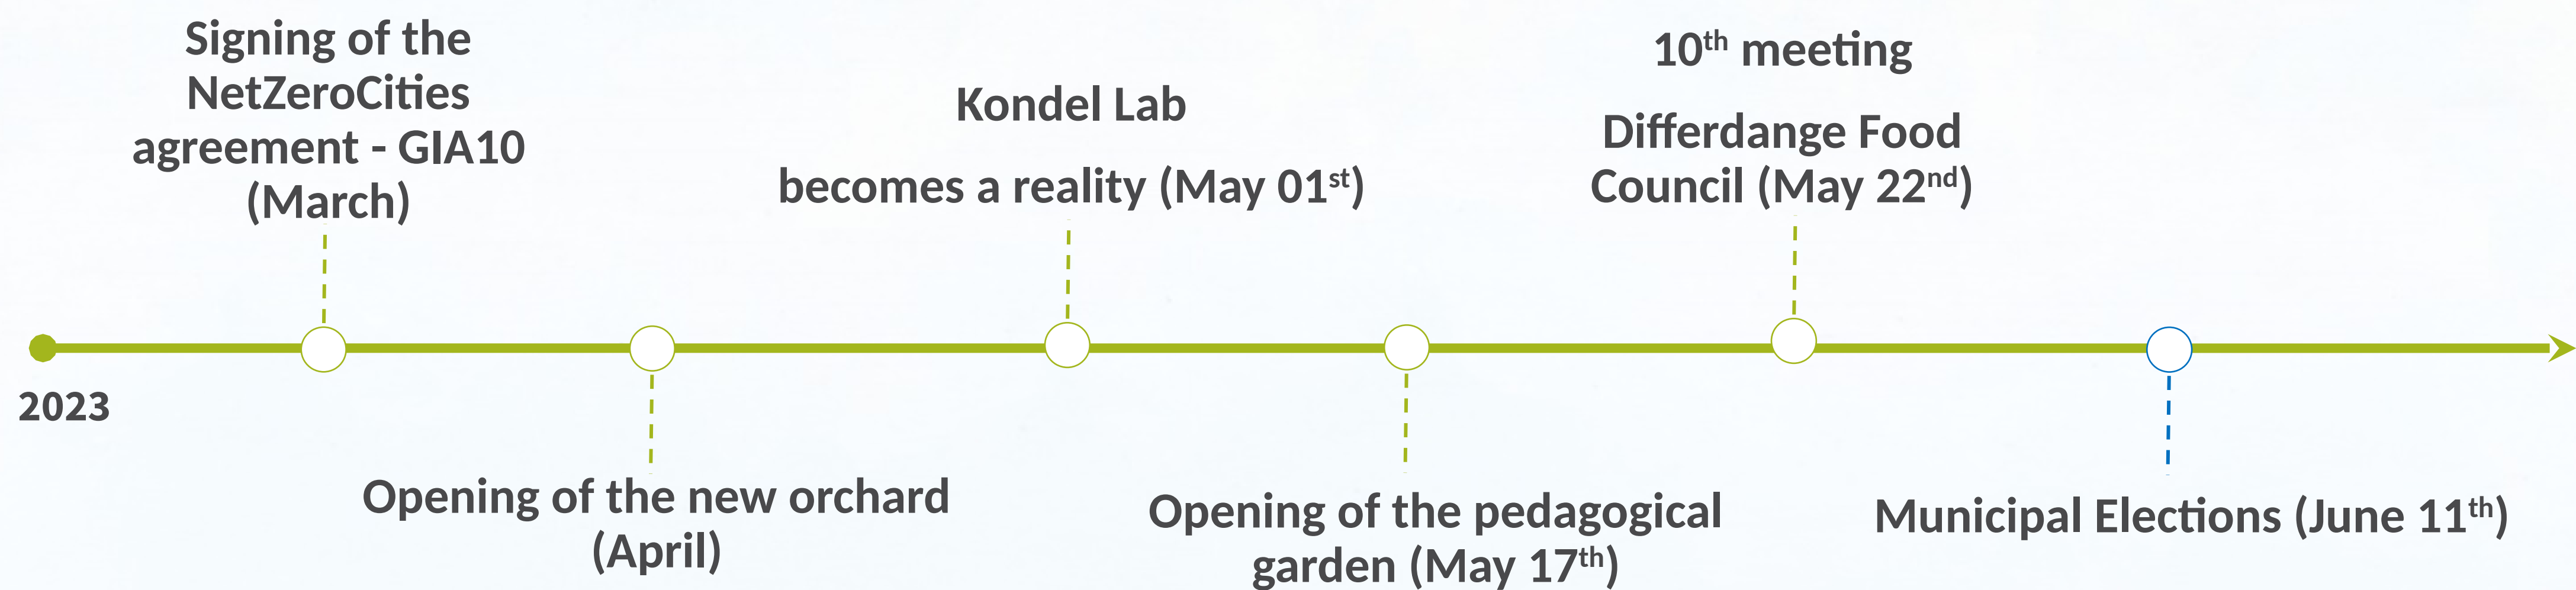 Signing of the
NetZeroCities
agreement - GIA10
(March)
Kondel Lab
becomes a reality (May 01st)
10th meeting
Differdange Food
Council (May 22nd)
2023
Opening of the new orchard
(April)
Opening of the pedagogical
garden (May 17th)
Municipal Elections (June 11th)